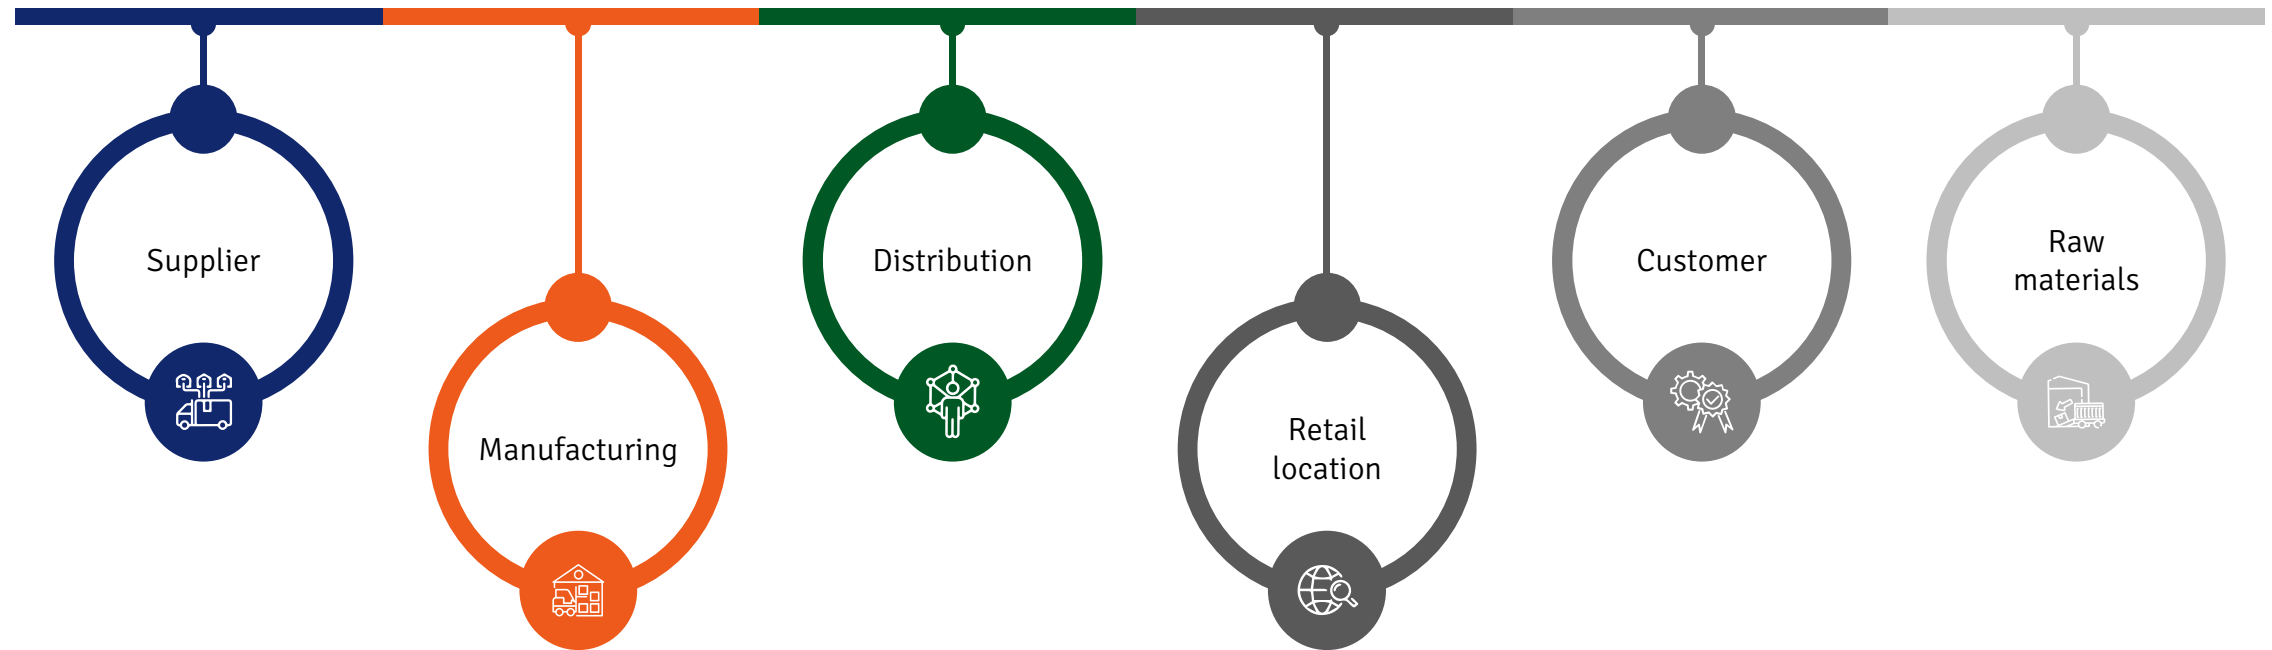 Supplier
Manufacturing
Distribution
Retail
location
Customer
Raw
materials